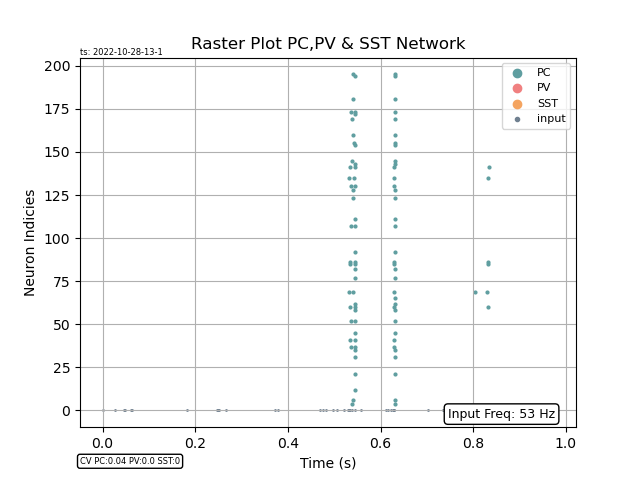 Raster Plot PC,PV & SST Network
ts: 2022-10-28-13-1
200
175
150
125
100
75
50
25
0
Neuron Indicies
PC
PV
SST
input
Input Freq: 53 Hz
0.0 0.2 0.4 0.6 0.8 1.0
Time (s)
CV PC:0.04 PV:0.0 SST:0